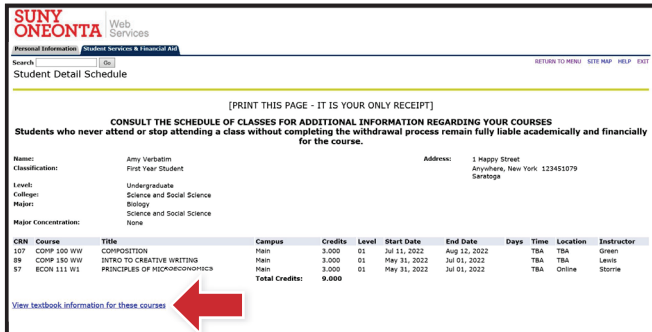 SUNY
ONEONTA Web Services
Personal Information Student Services & Financial Aid
Search Go RETURN TO MENU SITE MAP HELP EXIT
Student Detail Schedule
[PRINT THIS PAGE - IT IS YOUR ONLY RECEIPT]
CONSULT THE SCHEDULE OF CLASSES FOR ADDITIONAL INFORMATION REGARDING YOUR COURSES
Students who never attend or stop attending a class without completing the withdrawal process remain fully liable academically and financially
for the course.
Name: Amy Verbatim Address: 1 Happy Street
Classification: First Year Student Anywhere, New York 123451079
Saratoga
Level: Undergraduate
College: Science and Social Science
Major: Biology
Science and Social Science
Major Concentration: None
CRN Course Title Campus Credits Level Start Date End Date Days Time Location Instructor
107 COMP 100 WW COMPOSITION Main 3.000 01 Jul 11, 2022 Aug 12, 2022 TBA TBA Green
89 COMP 150 WW INTRO TO CREATIVE WRITING Main 3.000 01 May 31, 2022 Jul 01, 2022 TBA TBA Lewis
57 ECON 111 W1 PRINCIPLES OF MICROECONOMICS Main 3.000 01 May 31, 2022 Jul 01, 2022 TBA Online Storrie
Total Credits: 9.000
View textbook information for these courses